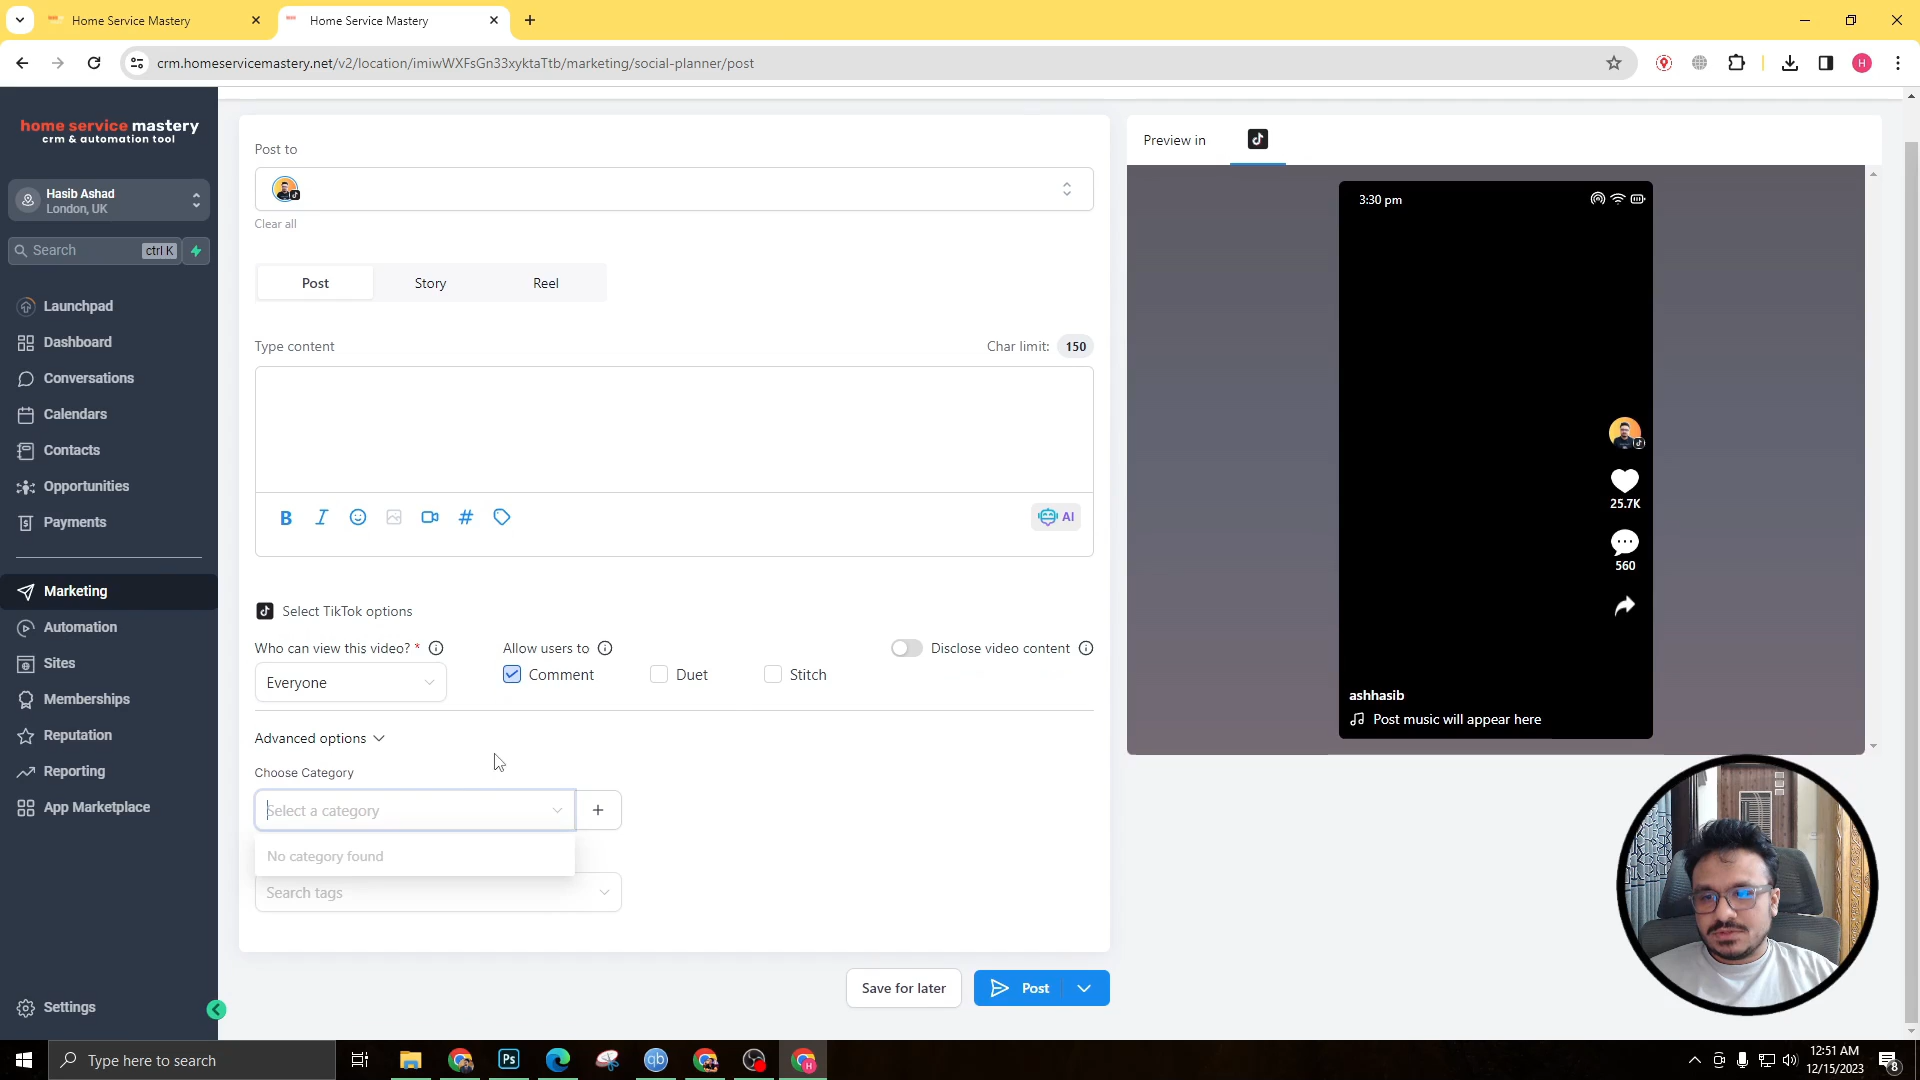 Home Service Mastery
Home Service Mastery
crm.homeservicemastery.net/v2/location/imiwWXFsGn33xyktaTtb/marketing/social-planner/post
H
home service mastery
crm & automation tool
Hasib Ashad
London, UK
Search
ctrl K
Launchpad
Dashboard
Conversations
Calendars
Contacts
Opportunities
Payments
Marketing
Automation
Sites
Memberships
Reputation
Reporting
App Marketplace
Settings
Post to
Clear all
Post
Story
Reel
Type content
Char limit: 150
B
I
#
AI
Select TikTok options
Who can view this video? *
Everyone
Allow users to
Comment
Duet
Stitch
Disclose video content
Advanced options
Choose Category
Select a category
+
No category found
Search tags
Save for later
Post
Preview in
3:30 pm
25.7K
560
ashhasib
Post music will appear here
Type here to search
Ps
qb
H
12:51 AM
12/15/2023
8